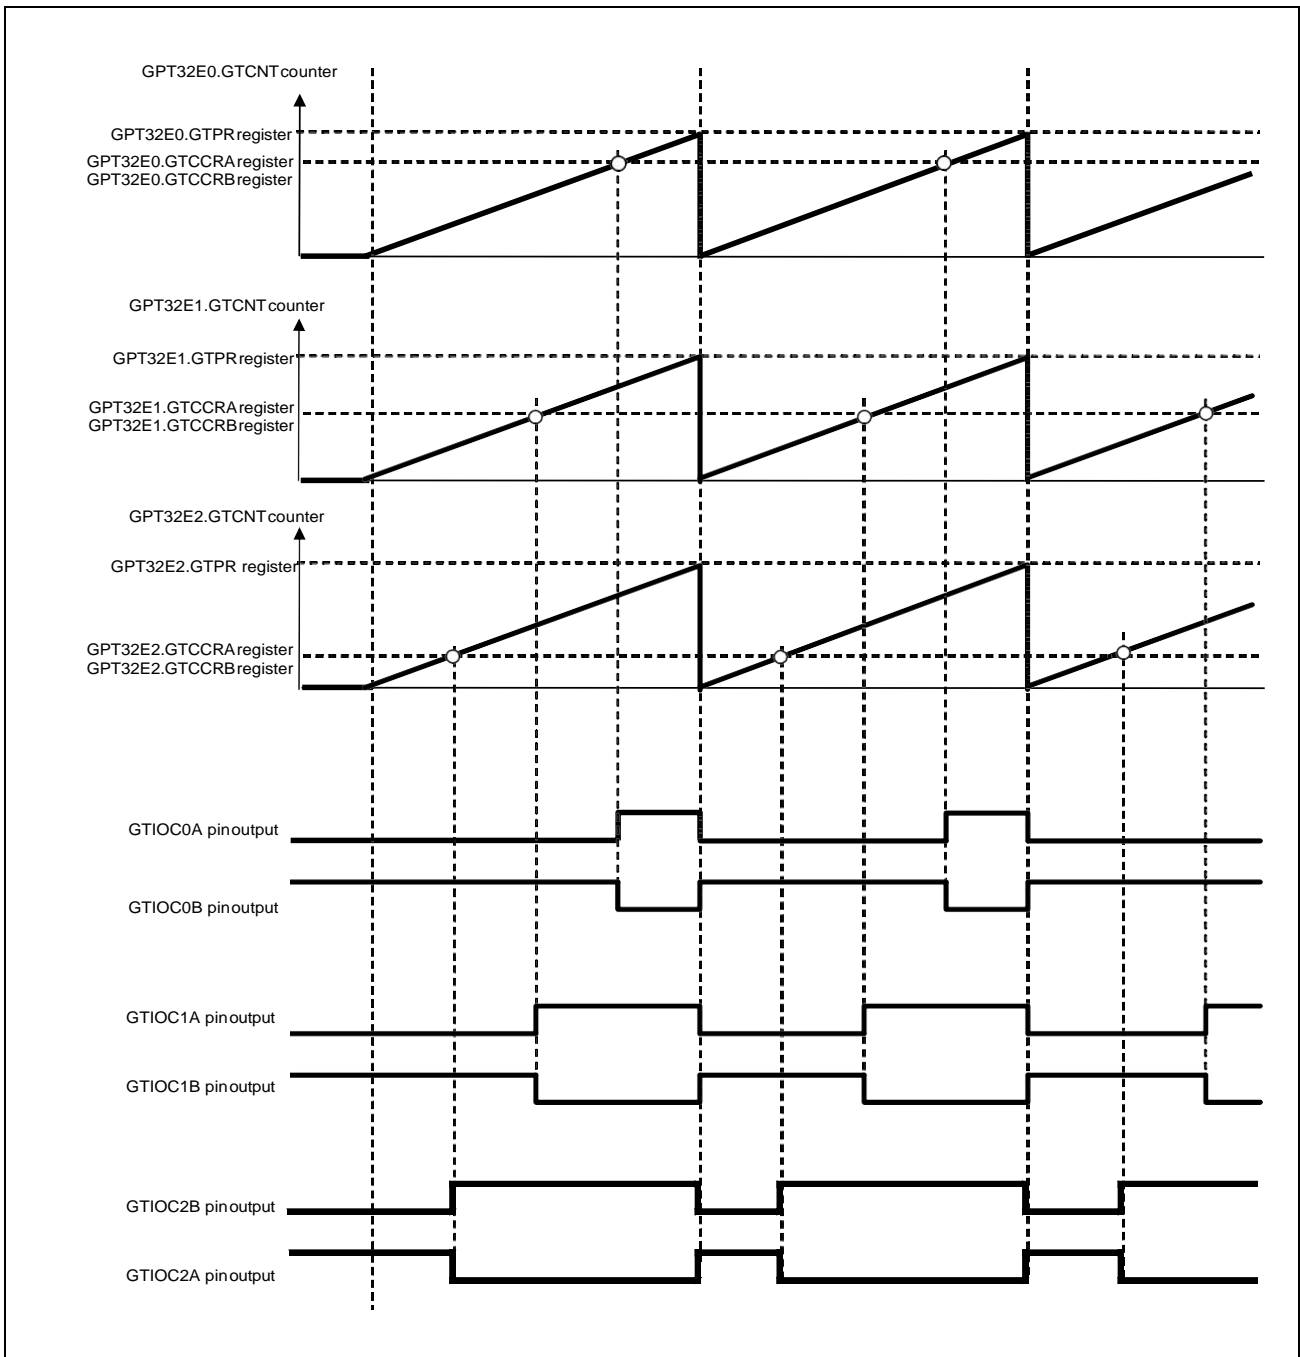 GPT32E0.GTCNT counter
GPT32E0.GTPR register
GPT32E0.GTCCRA register
GPT32E0.GTCCRB register
GPT32E1.GTCNT counter
GPT32E1.GTPR register
GPT32E1.GTCCRA register
GPT32E1.GTCCRB register
GPT32E2.GTCNT counter
GPT32E2.GTPR register
GPT32E2.GTCCRA register
GPT32E2.GTCCRB register
GTIOC0A pin output
GTIOC0B pin output
GTIOC1A pin output
GTIOC1B pin output
GTIOC2B pin output
GTIOC2A pin output